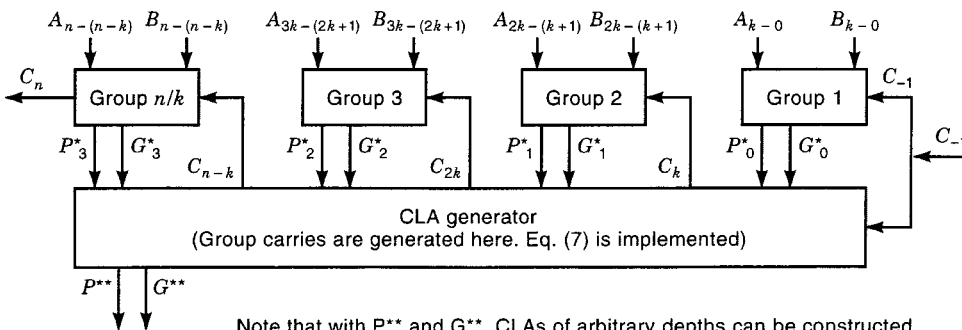 A_{n-(n-k)} B_{n-(n-k)} A_{3k-(2k+1)} B_{3k-(2k+1)} A_{2k-(k+1)} B_{2k-(k+1)} A_{k-0} B_{k-0}
C_n Group n/k Group 3 Group 2 Group 1 C_{-1}
C_{-1}
P*_3 G*_3 C_{n-k} P*_2 G*_2 C_{2k} P*_1 G*_1 C_k P*_0 G*_0
CLA generator
(Group carries are generated here. Eq. (7) is implemented)
P** G**
Note that with P** and G**, CLAs of arbitrary depths can be constructed